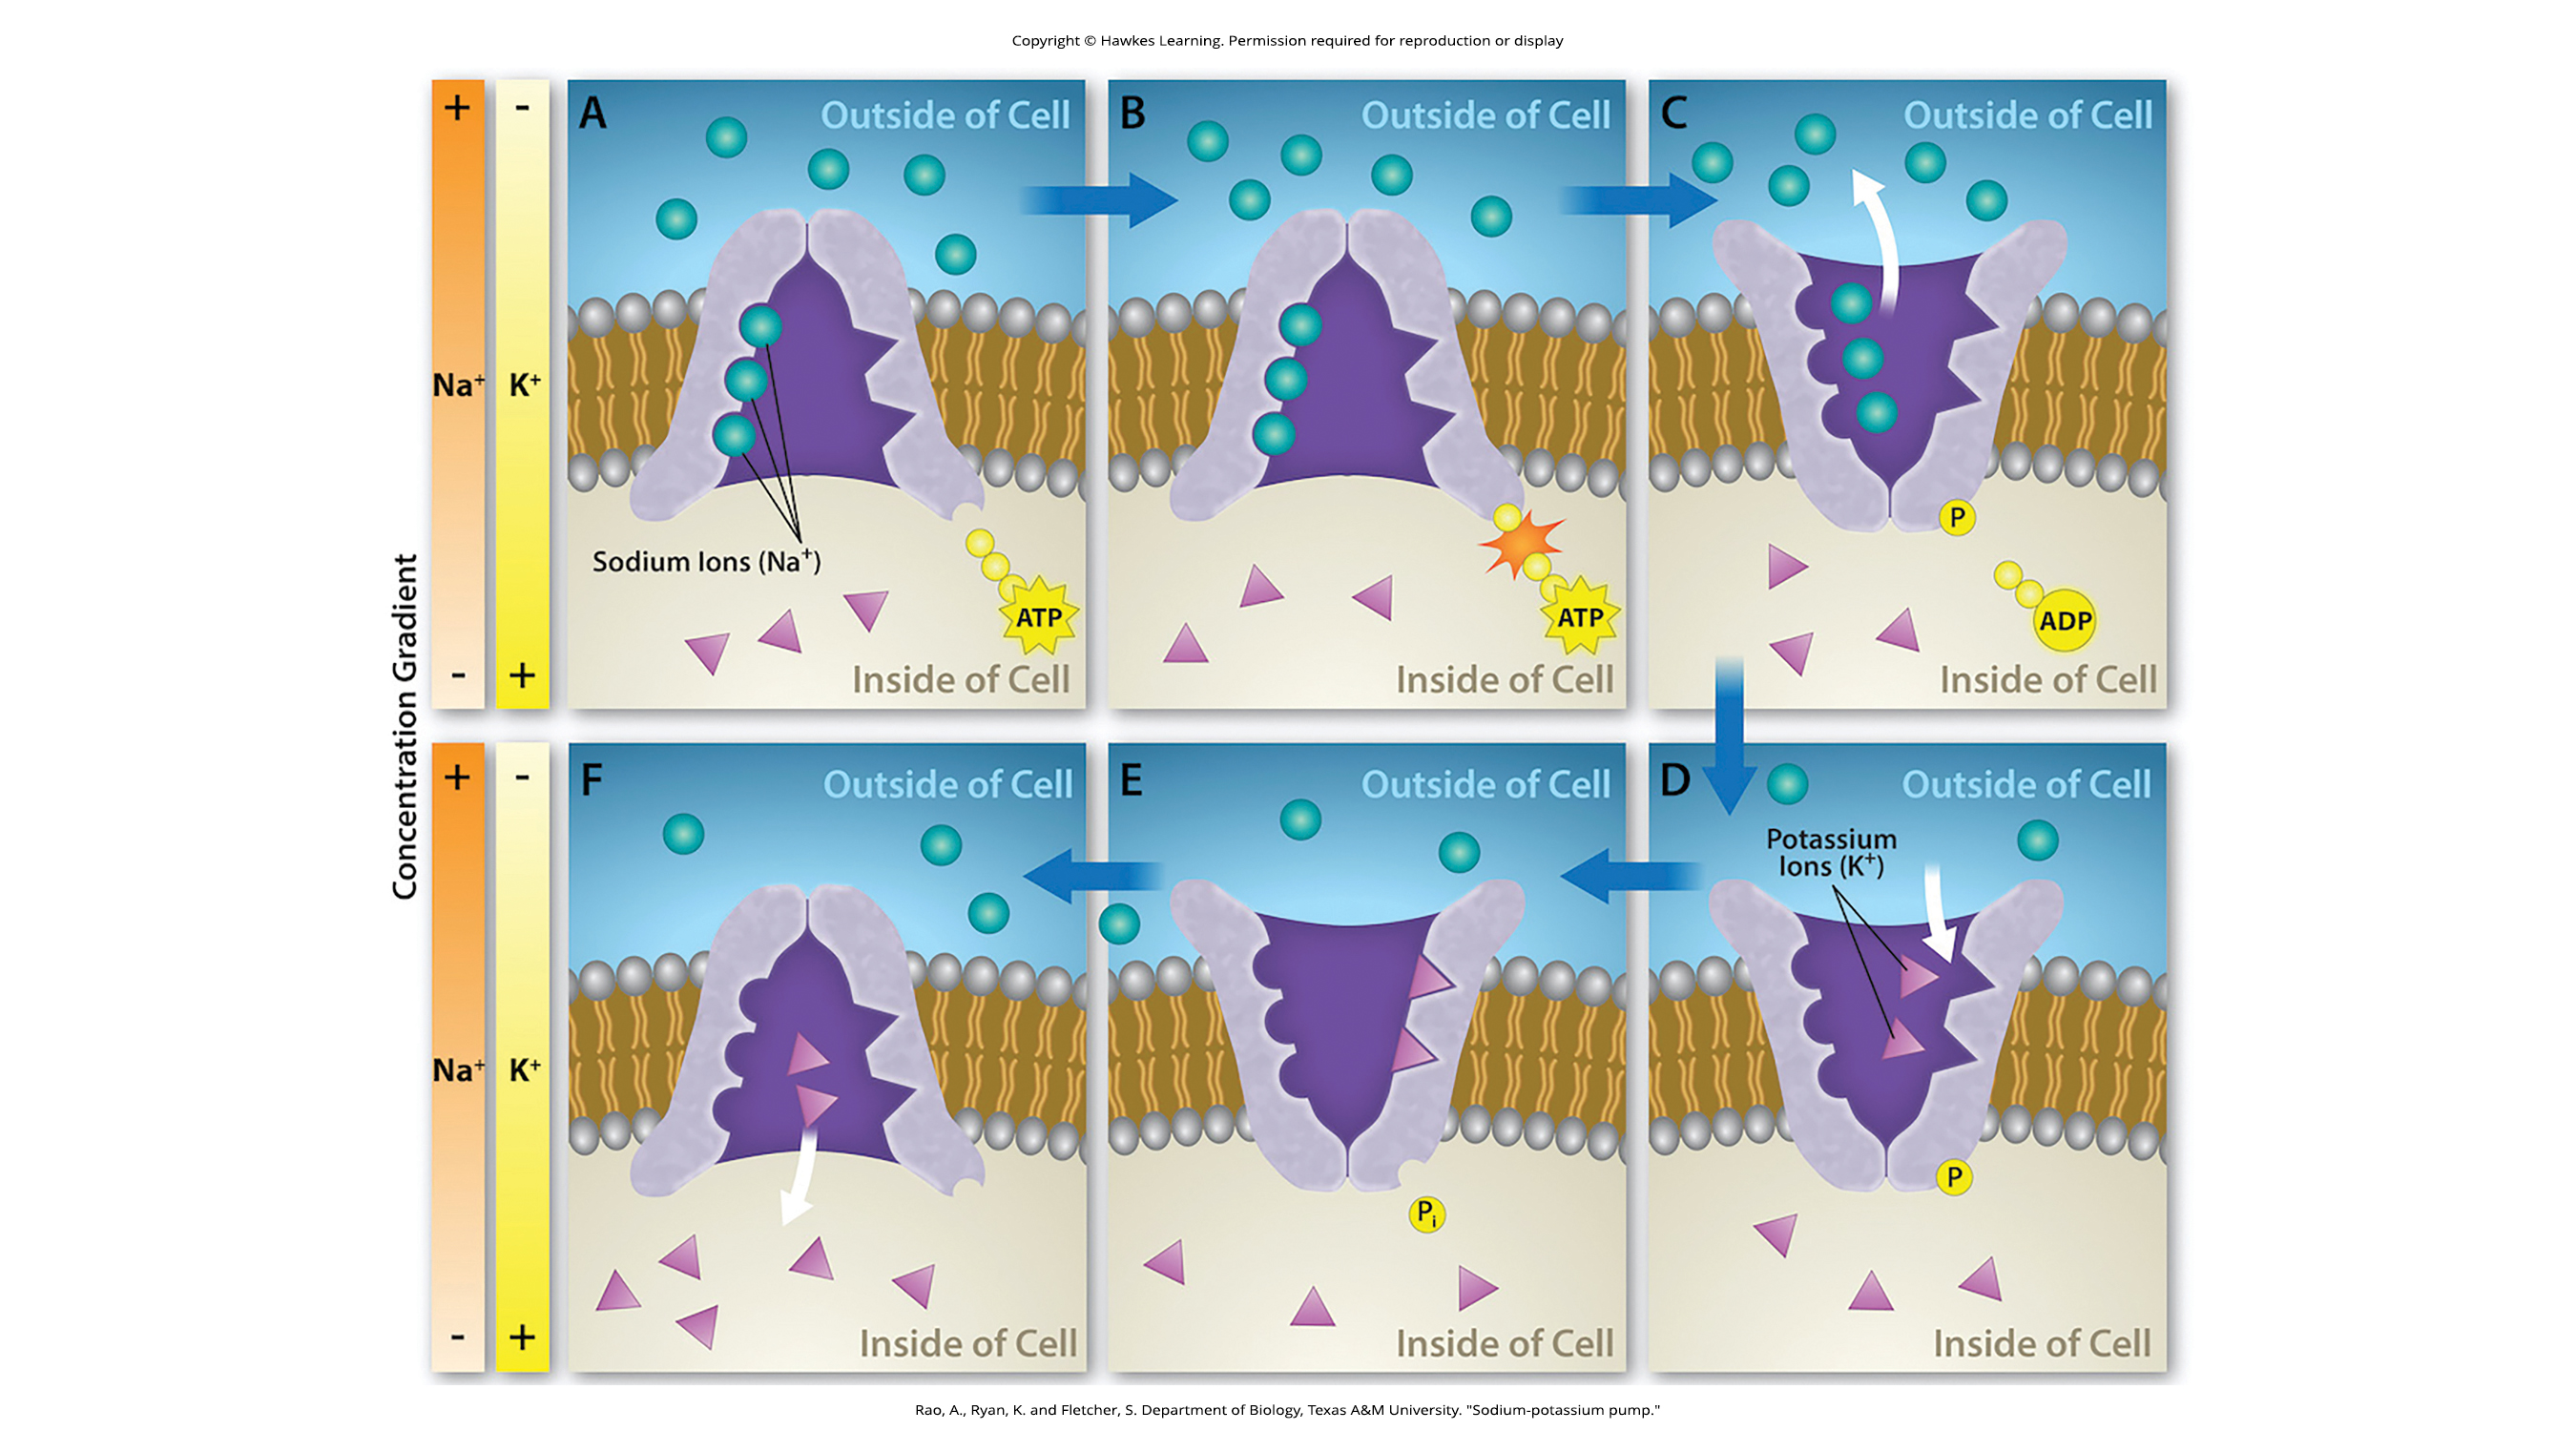 Copyright © Hawkes Learning. Permission required for reproduction or display
Concentration Gradient
+
-
Na⁺
K⁺
-
+
A
Outside of Cell
Sodium Ions (Na⁺)
ATP
Inside of Cell
B
Outside of Cell
ATP
Inside of Cell
C
Outside of Cell
P
ADP
Inside of Cell
+
-
Na⁺
K⁺
-
+
D
Outside of Cell
Potassium
Ions (K⁺)
P
Inside of Cell
E
Outside of Cell
Pᵢ
Inside of Cell
F
Outside of Cell
Inside of Cell
Rao, A., Ryan, K. and Fletcher, S. Department of Biology, Texas A&M University. "Sodium-potassium pump."